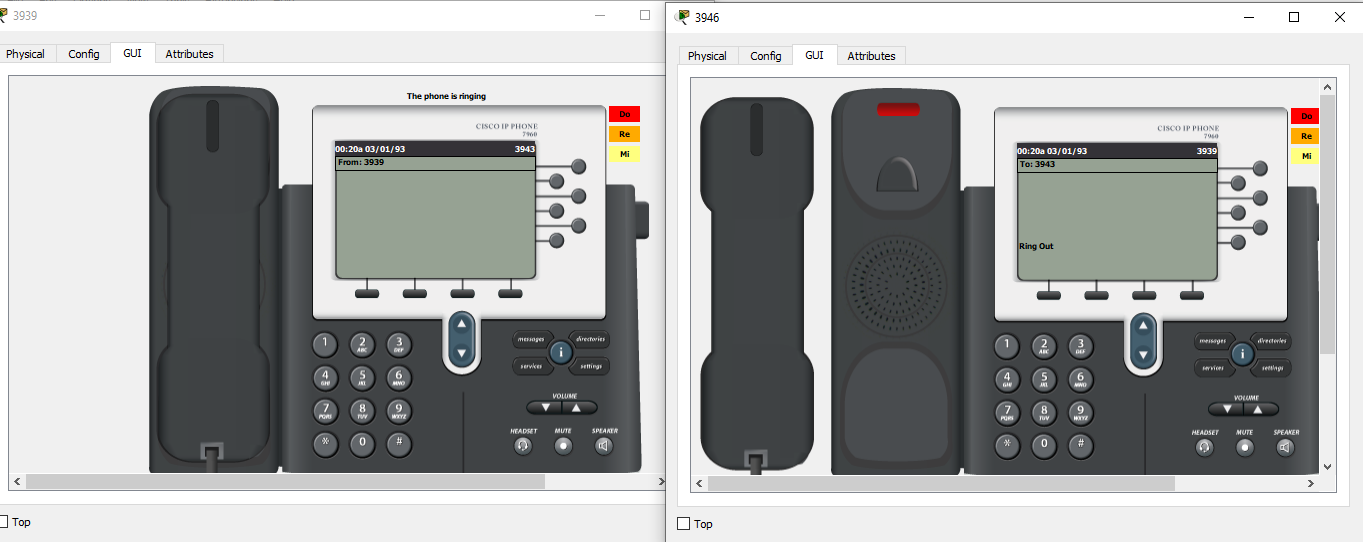 3939
Physical Config GUI Attributes
The phone is ringing
Do
Re
Mi
CISCO IP PHONE
7960
00:20a 03/01/93 3943
From: 3939
1 2 ABC 3 DEF
4 GHI 5 JKL 6 MNO
7 PQRS 8 TUV 9 WXYZ
* 0 #
messages directories
i
services settings
VOLUME
HEADSET MUTE SPEAKER
Top
3946
Physical Config GUI Attributes
Do
Re
Mi
CISCO IP PHONE
7960
00:20a 03/01/93 3939
To: 3943
Ring Out
1 2 ABC 3 DEF
4 GHI 5 JKL 6 MNO
7 PQRS 8 TUV 9 WXYZ
* 0 #
messages directories
i
services settings
VOLUME
HEADSET MUTE SPEAKER
Top